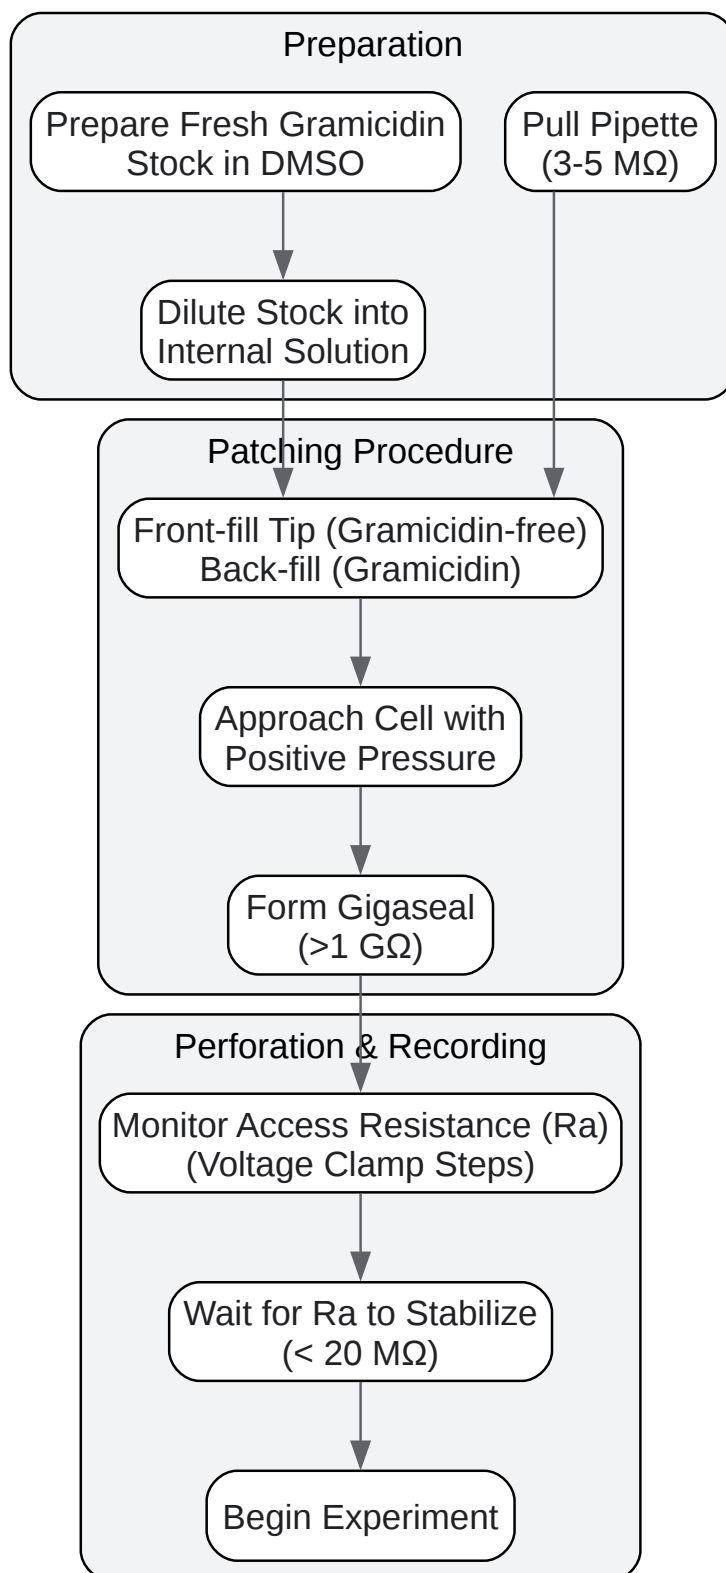 Preparation
Prepare Fresh Gramicidin
Stock in DMSO
Pull Pipette
(3-5 MΩ)
Dilute Stock into
Internal Solution
Patching Procedure
Front-fill Tip (Gramicidin-free)
Back-fill (Gramicidin)
Approach Cell with
Positive Pressure
Form Gigaseal
(>1 GΩ)
Perforation & Recording
Monitor Access Resistance (Ra)
(Voltage Clamp Steps)
Wait for Ra to Stabilize
(< 20 MΩ)
Begin Experiment